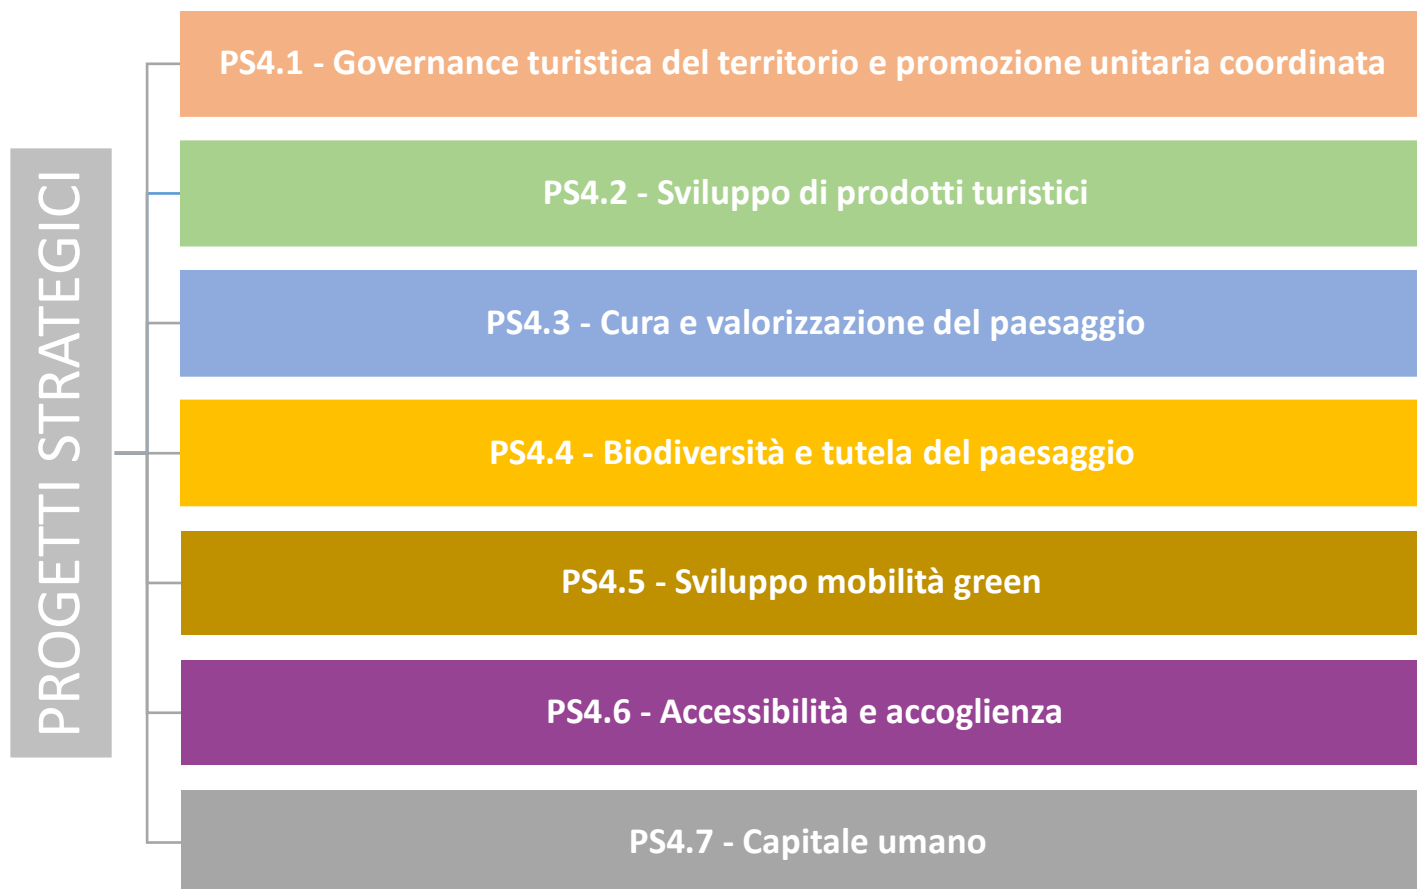 PROGETTI STRATEGICI
PS4.1 - Governance turistica del territorio e promozione unitaria coordinata
PS4.2 - Sviluppo di prodotti turistici
PS4.3 - Cura e valorizzazione del paesaggio
PS4.4 - Biodiversità e tutela del paesaggio
PS4.5 - Sviluppo mobilità green
PS4.6 - Accessibilità e accoglienza
PS4.7 - Capitale umano